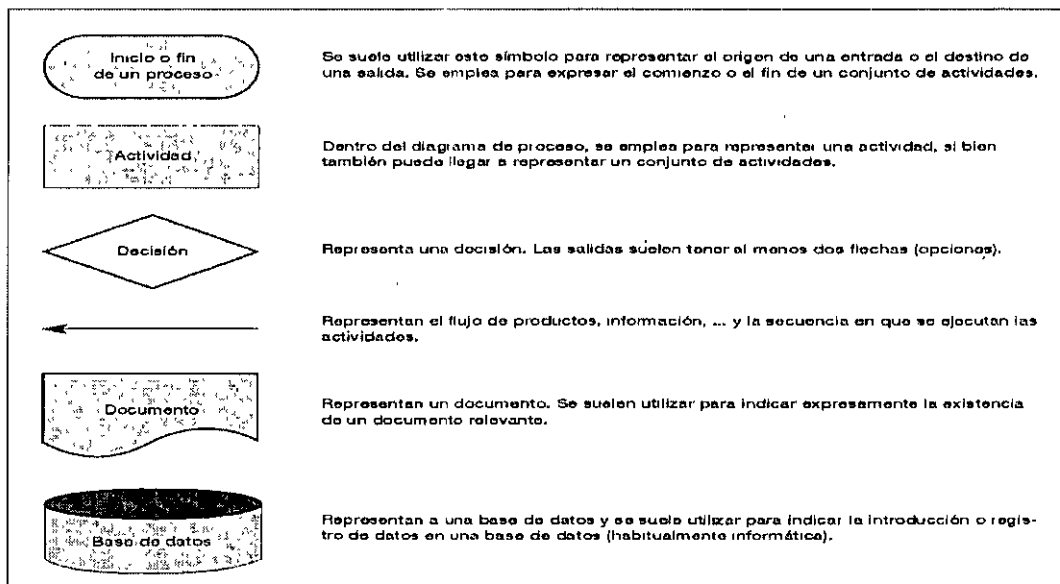 Inicio o fin
de un proceso
Se suele utilizar este símbolo para representar el origen de una entrada o el destino de
una salida. Se emplea para expresar el comienzo o el fin de un conjunto de actividades.
Actividad
Dentro del diagrama de proceso, se emplea para representar una actividad, si bien
también puede llegar a representar un conjunto de actividades.
Decisión
Representa una decisión. Las salidas suelen tener al menos dos flechas (opciones).
Representan el flujo de productos, información, ... y la secuencia en que se ejecutan las
actividades.
Documento
Representan un documento. Se suelen utilizar para indicar expresamente la existencia
de un documento relevante.
Base de datos
Representan a una base de datos y se suele utilizar para indicar la introducción o regis-
tro de datos en una base de datos (habitualmente informática).